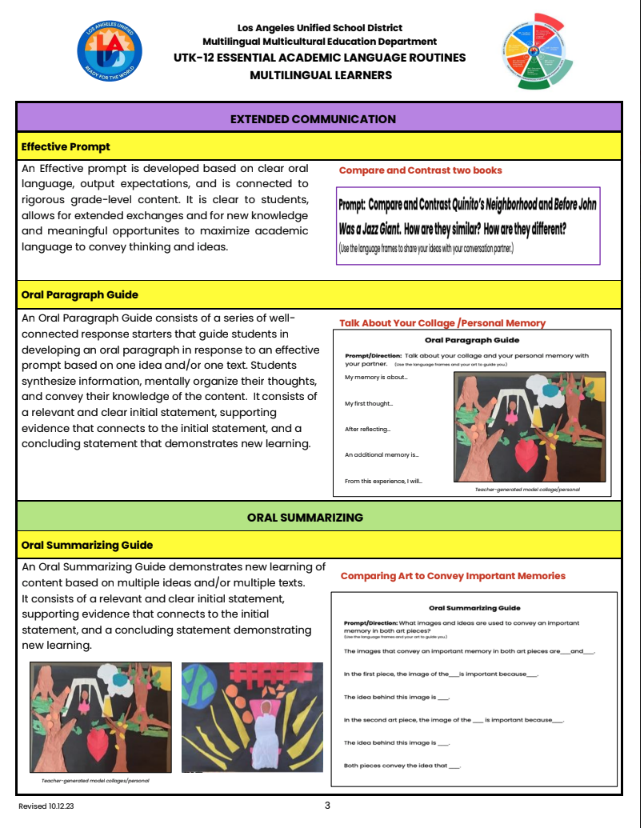 Los Angeles Unified School District
Multilingual Multicultural Education Department
UTK-12 ESSENTIAL ACADEMIC LANGUAGE ROUTINES
MULTILINGUAL LEARNERS
LOS ANGELES UNIFIED
READY FOR THE WORLD
EXTENDED COMMUNICATION
Effective Prompt
An Effective prompt is developed based on clear oral
language, output expectations, and is connected to
rigorous grade-level content. It is clear to students,
allows for extended exchanges and for new knowledge
and meaningful opportunites to maximize academic
language to convey thinking and ideas.
Compare and Contrast two books
Prompt: Compare and Contrast Quinito's Neighborhood and Before John
Was a Jazz Giant. How are they similar? How are they different?
(Use the language frames to share your ideas with your conversation partner.)
Oral Paragraph Guide
An Oral Paragraph Guide consists of a series of well-
connected response starters that guide students in
developing an oral paragraph in response to an effective
prompt based on one idea and/or one text. Students
synthesize information, mentally organize their thoughts,
and convey their knowledge of the content. It consists of
a relevant and clear initial statement, supporting
evidence that connects to the initial statement, and a
concluding statement that demonstrates new learning.
Talk About Your Collage /Personal Memory
Oral Paragraph Guide
Prompt/Direction: Talk about your collage and your personal memory with
your partner. (Use the language frames and your art to guide you.)
My memory is about...
My first thought...
After reflecting...
An additional memory is...
From this experience, I will...
Teacher-generated model collage/personal
ORAL SUMMARIZING
Oral Summarizing Guide
An Oral Summarizing Guide demonstrates new learning of
content based on multiple ideas and/or multiple texts.
It consists of a relevant and clear initial statement,
supporting evidence that connects to the initial
statement, and a concluding statement demonstrating
new learning.
Teacher-generated model collages/personal
Comparing Art to Convey Important Memories
Oral Summarizing Guide
Prompt/Direction: What images and ideas are used to convey an important
memory in both art pieces?
(Use the language frames and your art to guide you.)
The images that convey an important memory in both art pieces are___and___.
In the first piece, the image of the___is important because___.
The idea behind this image is ___.
In the second art piece, the image of the ___ is important because___.
The idea behind this image is ___.
Both pieces convey the idea that ___.
Revised 10.12.23
3